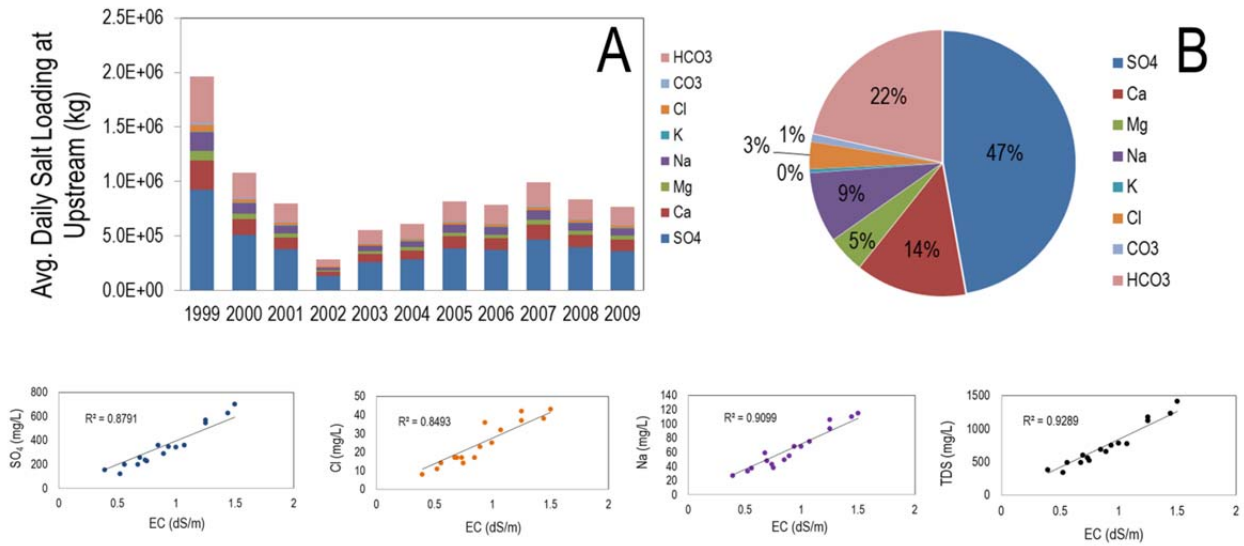 A
Avg. Daily Salt Loading at
Upstream (kg)
2.5E+06
2.0E+06
1.5E+06
1.0E+06
5.0E+05
0.0E+00
1999 2000 2001 2002 2003 2004 2005 2006 2007 2008 2009
HCO3
CO3
Cl
K
Na
Mg
Ca
SO4
B
22%
1%
3%
0%
9%
5%
14%
47%
SO4
Ca
Mg
Na
K
Cl
CO3
HCO3
SO₄ (mg/L)
800
600
400
200
0
R² = 0.8791
0 0.5 1 1.5 2
EC (dS/m)
Cl (mg/L)
50
40
30
20
10
0
R² = 0.8493
0 0.5 1 1.5 2
EC (dS/m)
Na (mg/L)
140
120
100
80
60
40
20
0
R² = 0.9099
0 0.5 1 1.5 2
EC (dS/m)
TDS (mg/L)
1500
1000
500
0
R² = 0.9289
0 0.5 1 1.5 2
EC (dS/m)